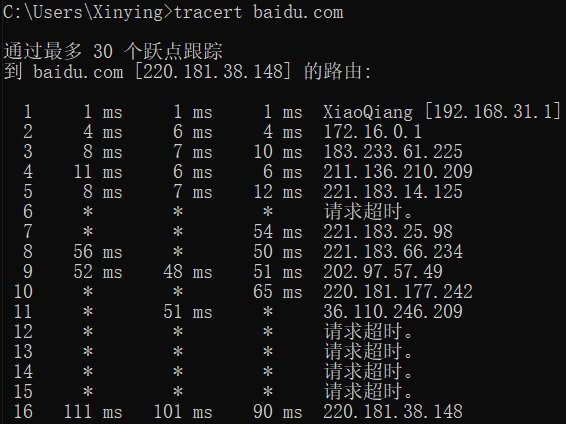 C:\Users\Xinying>tracert baidu.com
通过最多 30 个跃点跟踪
到 baidu.com [220.181.38.148] 的路由:
1 1 ms 1 ms 1 ms XiaoQiang [192.168.31.1]
2 4 ms 6 ms 4 ms 172.16.0.1
3 8 ms 7 ms 10 ms 183.233.61.225
4 11 ms 6 ms 6 ms 211.136.210.209
5 8 ms 7 ms 12 ms 221.183.14.125
6 * * * 请求超时。
7 * * 54 ms 221.183.25.98
8 56 ms * 50 ms 221.183.66.234
9 52 ms 48 ms 51 ms 202.97.57.49
10 * * 65 ms 220.181.177.242
11 * 51 ms * 36.110.246.209
12 * * * 请求超时。
13 * * * 请求超时。
14 * * * 请求超时。
15 * * * 请求超时。
16 111 ms 101 ms 90 ms 220.181.38.148